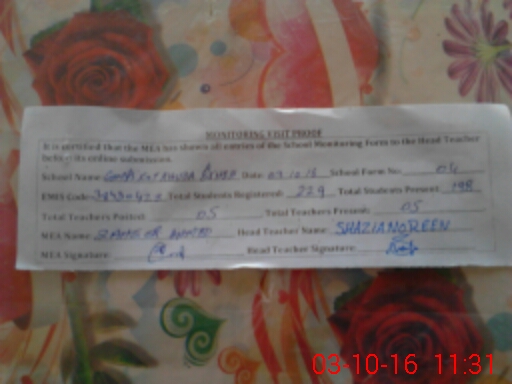 MONITORING VISIT PROOF
It is certified that the MEA has shown all entries of the School Monitoring Form to the Head Teacher
before its online submission.
School Name: Date: 03.10.16 School Form No. 04
EMIS Code: Total Students Registered: 229 Total Students Present: 198
Total Teachers Posted: 05 Total Teachers Present: 05
MEA Name: AHMED Head Teacher Name: SHAZIA NOREEN
MEA Signature: Head Teacher Signature:
03-10-16 11:31